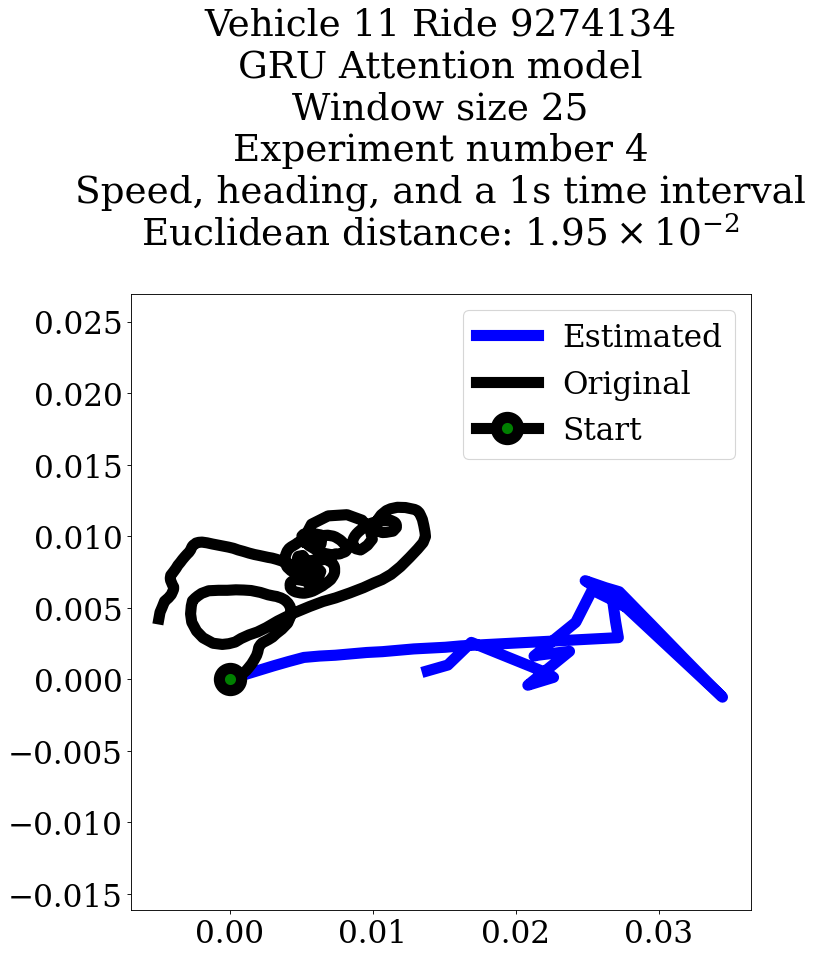 Vehicle 11 Ride 9274134
GRU Attention model
Window size 25
Experiment number 4
Speed, heading, and a 1s time interval
Euclidean distance: 1.95 × 10⁻²
Estimated
Original
Start
0.025
0.020
0.015
0.010
0.005
0.000
−0.005
−0.010
−0.015
0.00 0.01 0.02 0.03